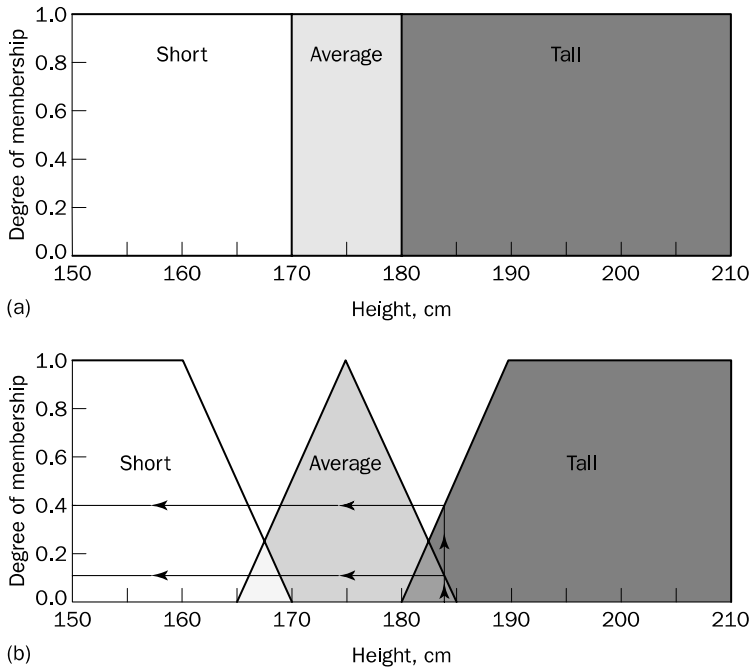 Degree of membership
1.0
0.8
0.6
0.4
0.2
0.0
Short
Average
Tall
150 160 170 180 190 200 210
Height, cm
(a)
Degree of membership
1.0
0.8
0.6
0.4
0.2
0.0
Short
Average
Tall
150 160 170 180 190 200 210
Height, cm
(b)